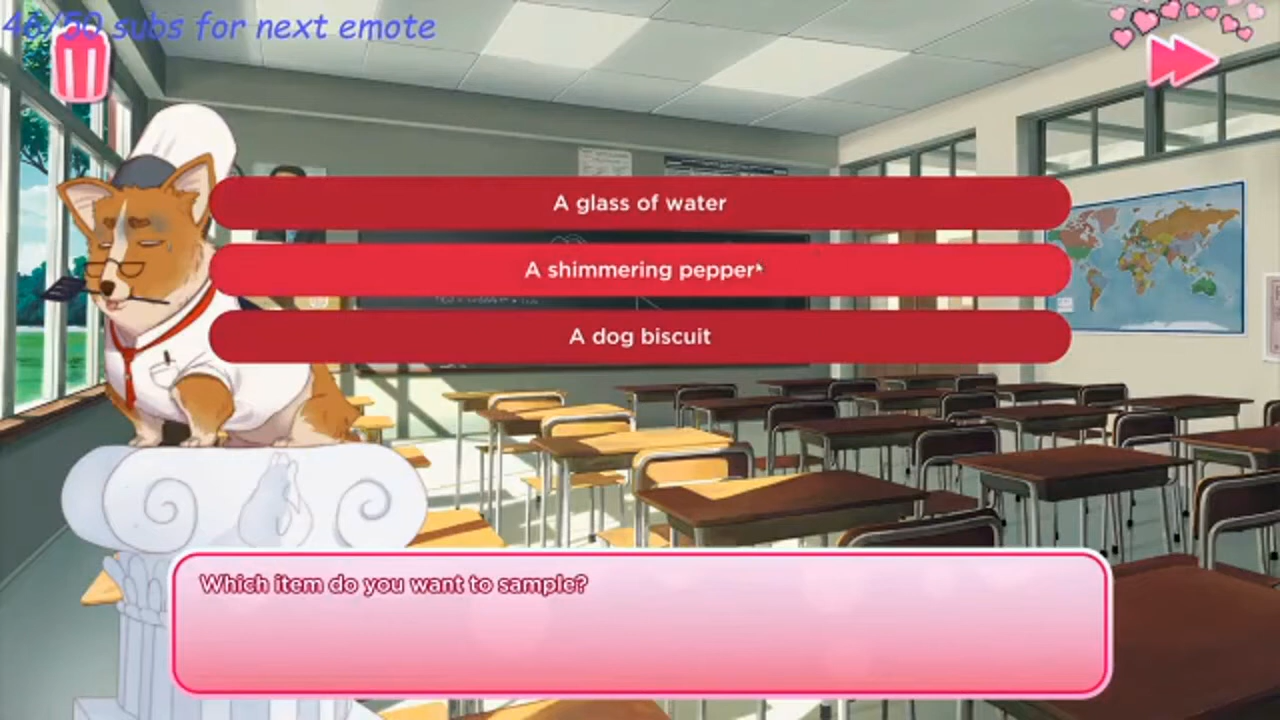 46/50 subs for next emote
A glass of water
A shimmering pepper
A dog biscuit
Which item do you want to sample?